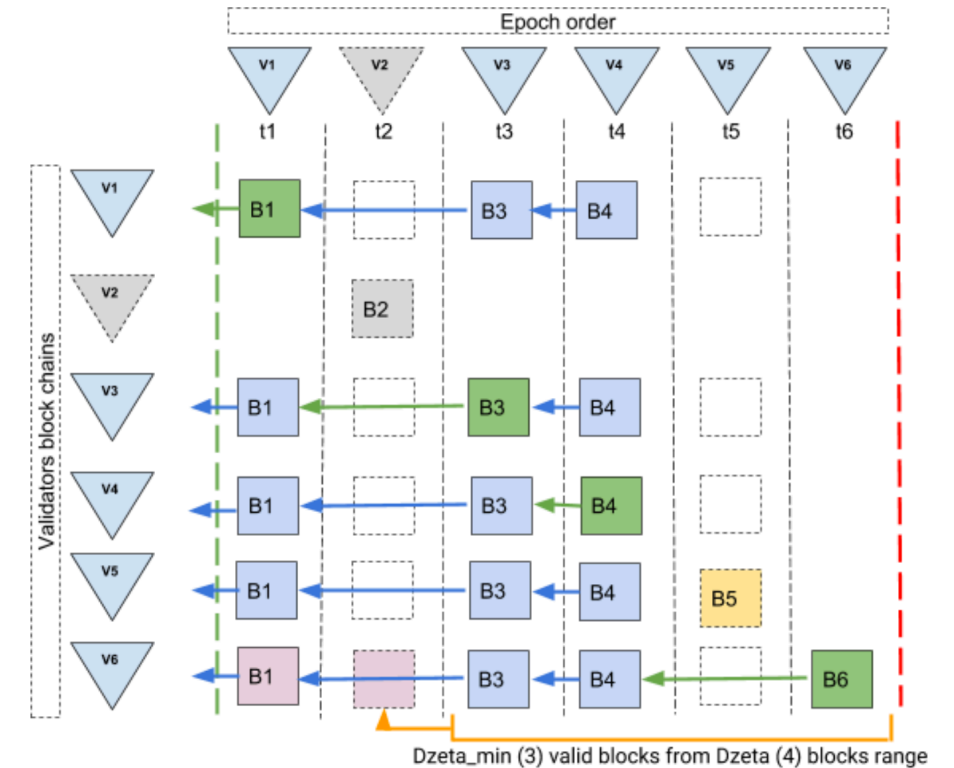 Epoch order
V1 V2 V3 V4 V5 V6
t1 t2 t3 t4 t5 t6
Validators block chains
V1
B1 B3 B4
V2
B2
V3
B1 B3 B4
V4
B1 B3 B4
V5
B1 B3 B4 B5
V6
B1 B3 B4 B6
Dzeta_min (3) valid blocks from Dzeta (4) blocks range